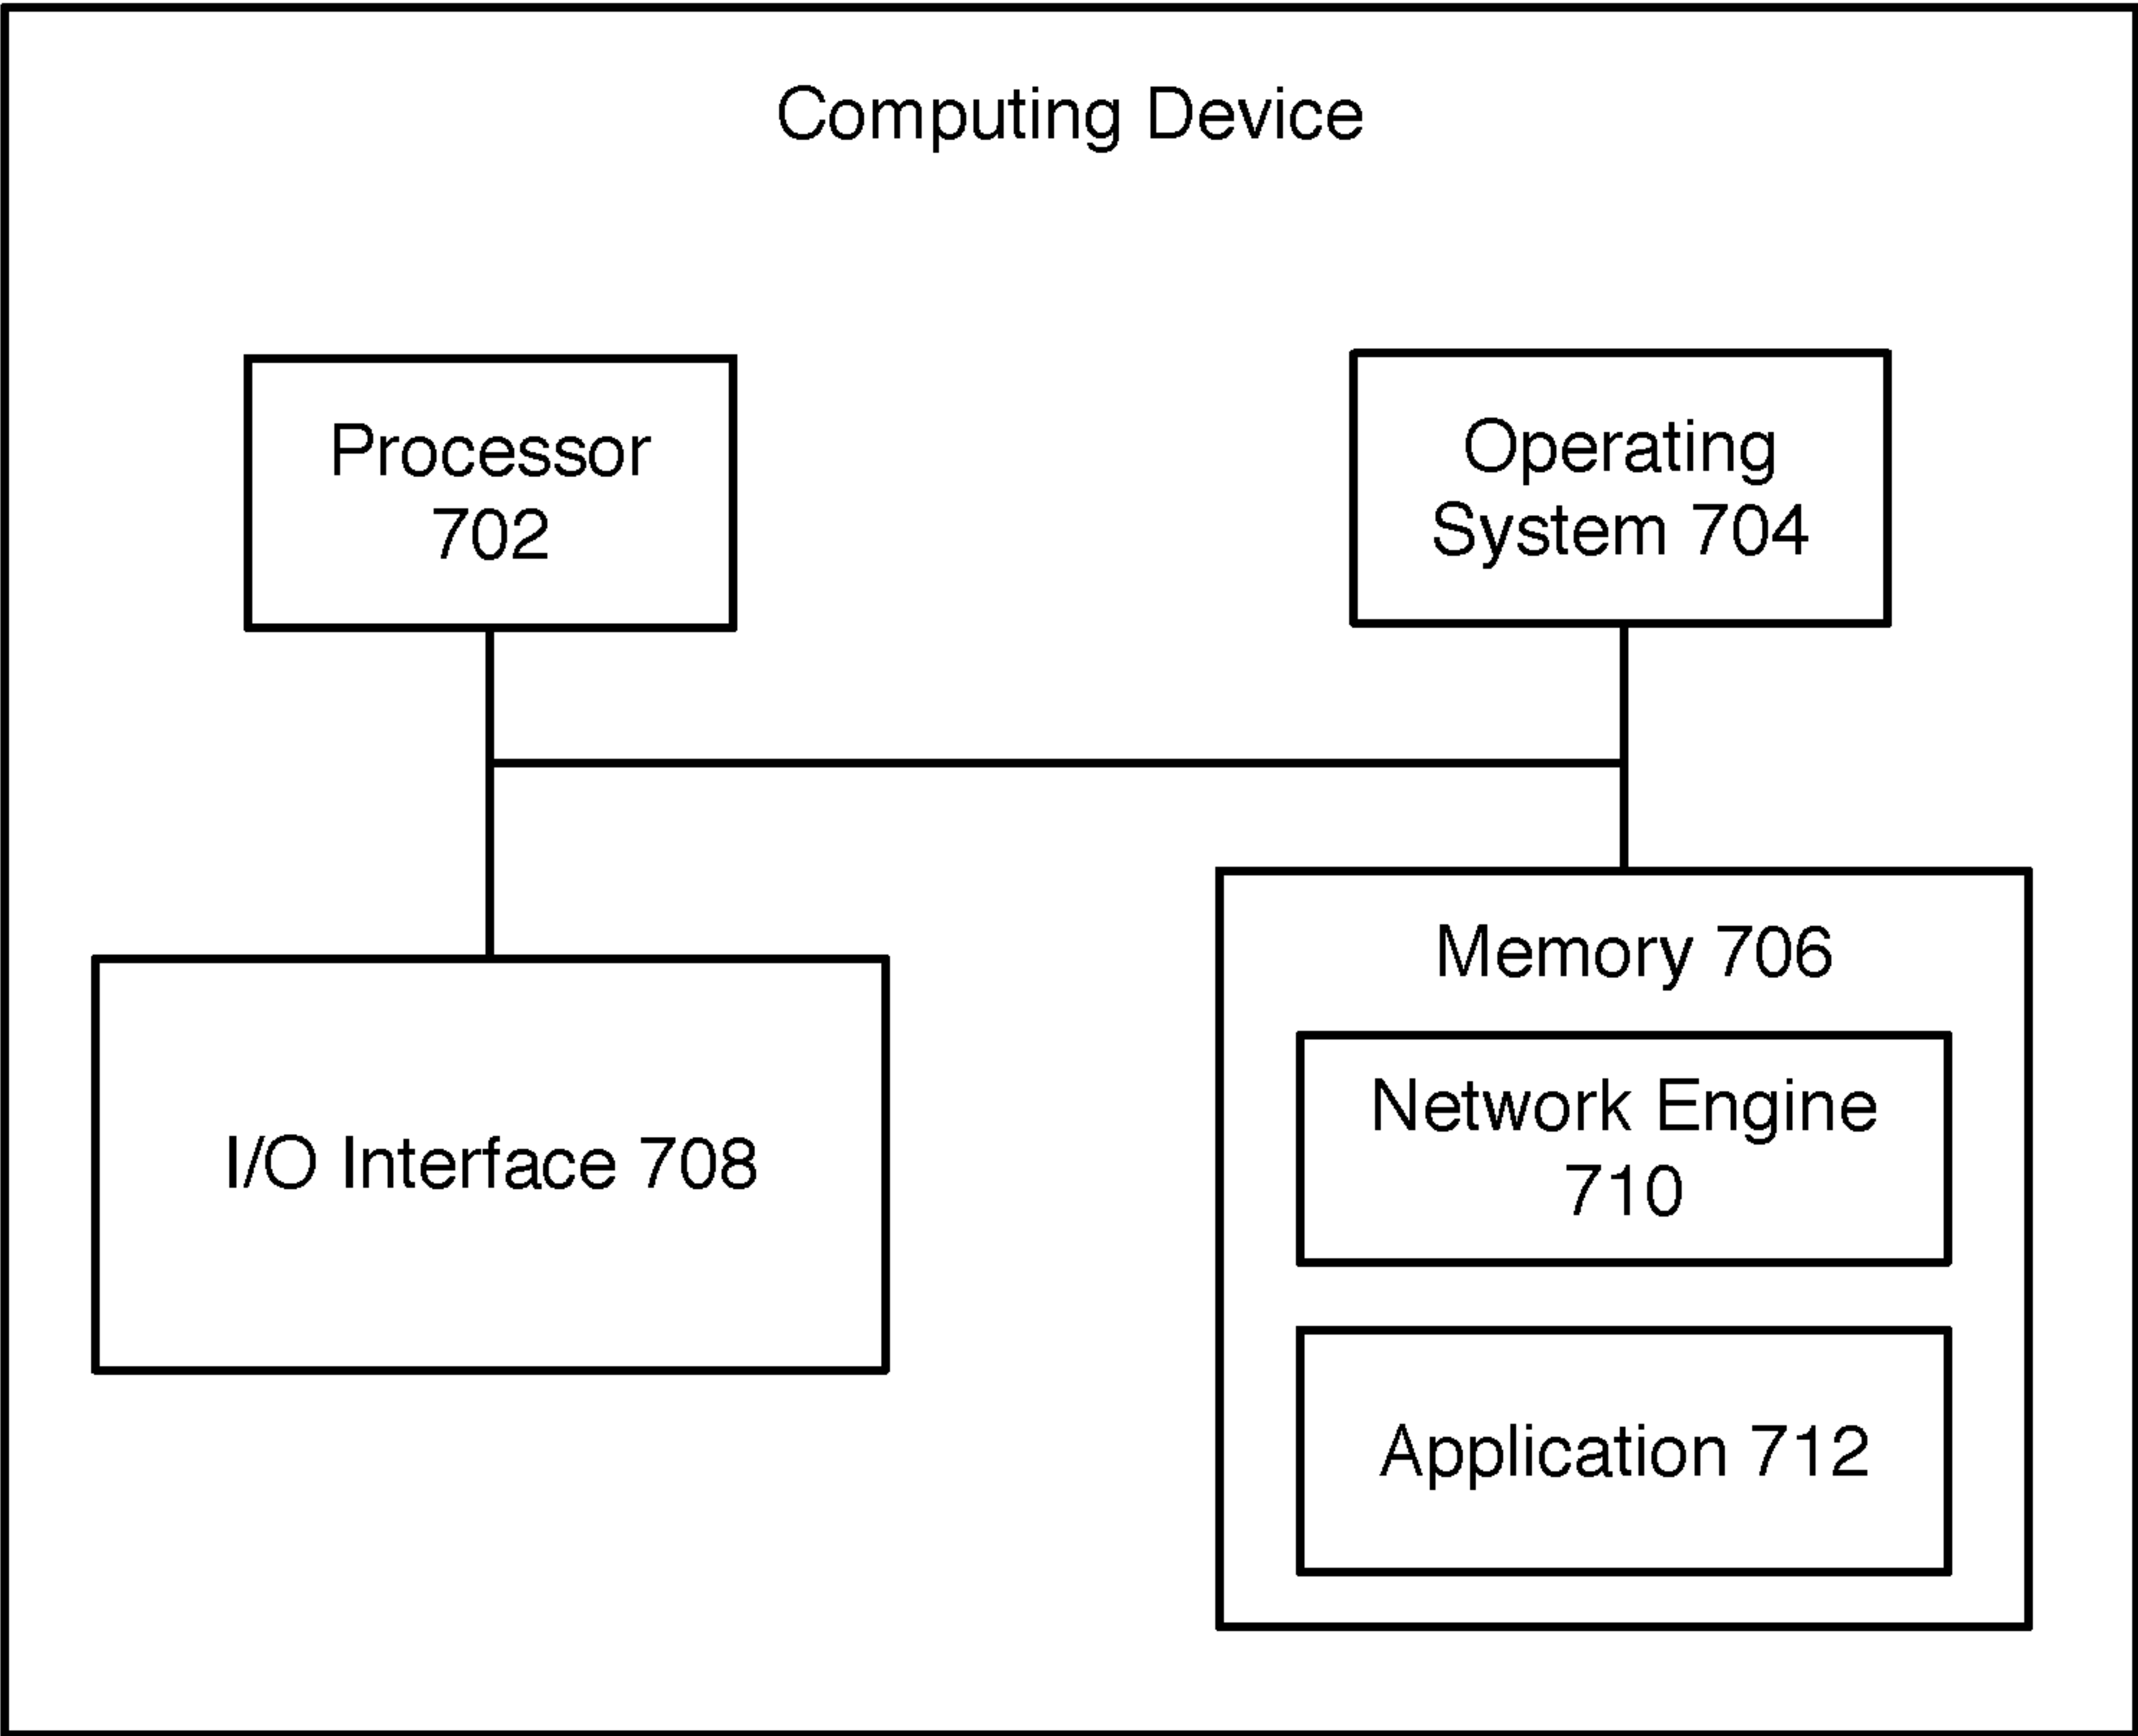 Computing Device
Processor
702
Operating
System 704
I/O Interface 708
Memory 706
Network Engine
710
Application 712